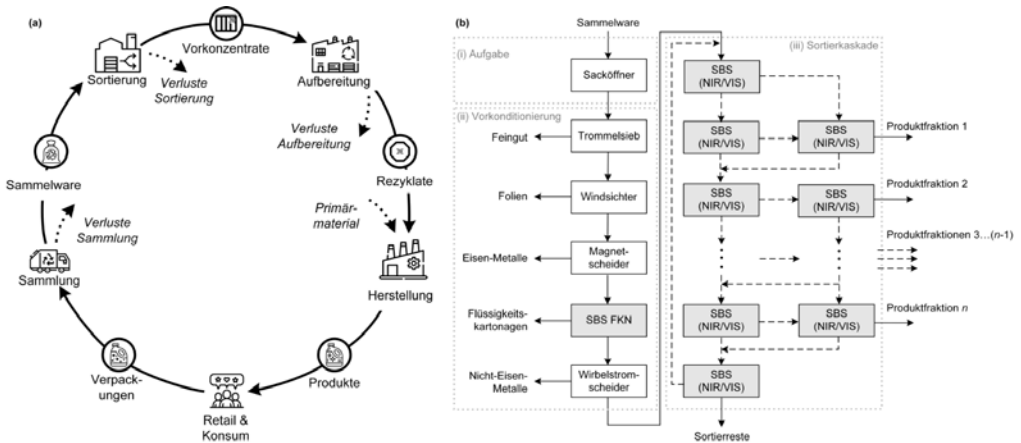 (a)
Vorkonzentrate
Sortierung
Verluste
Sortierung
Aufbereitung
Verluste
Aufbereitung
Sammelware
Rezyklate
Verluste
Sammlung
Primär-
material
Sammlung
Herstellung
Verpack-
ungen
Produkte
Retail &
Konsum
(b)
Sammelware
(i) Aufgabe
Sacköffner
(ii) Vorkonditionierung
Feingut
Trommelsieb
Folien
Windsichter
Eisen-Metalle
Magnet-
scheider
Flüssigkeits-
kartonagen
SBS FKN
Nicht-Eisen-
Metalle
Wirbelstrom-
scheider
(iii) Sortierkaskade
SBS
(NIR/VIS)
SBS
(NIR/VIS)
SBS
(NIR/VIS)
Produktfraktion 1
SBS
(NIR/VIS)
SBS
(NIR/VIS)
Produktfraktion 2
Produktfraktionen 3...(n-1)
SBS
(NIR/VIS)
SBS
(NIR/VIS)
Produktfraktion n
SBS
(NIR/VIS)
Sortierreste